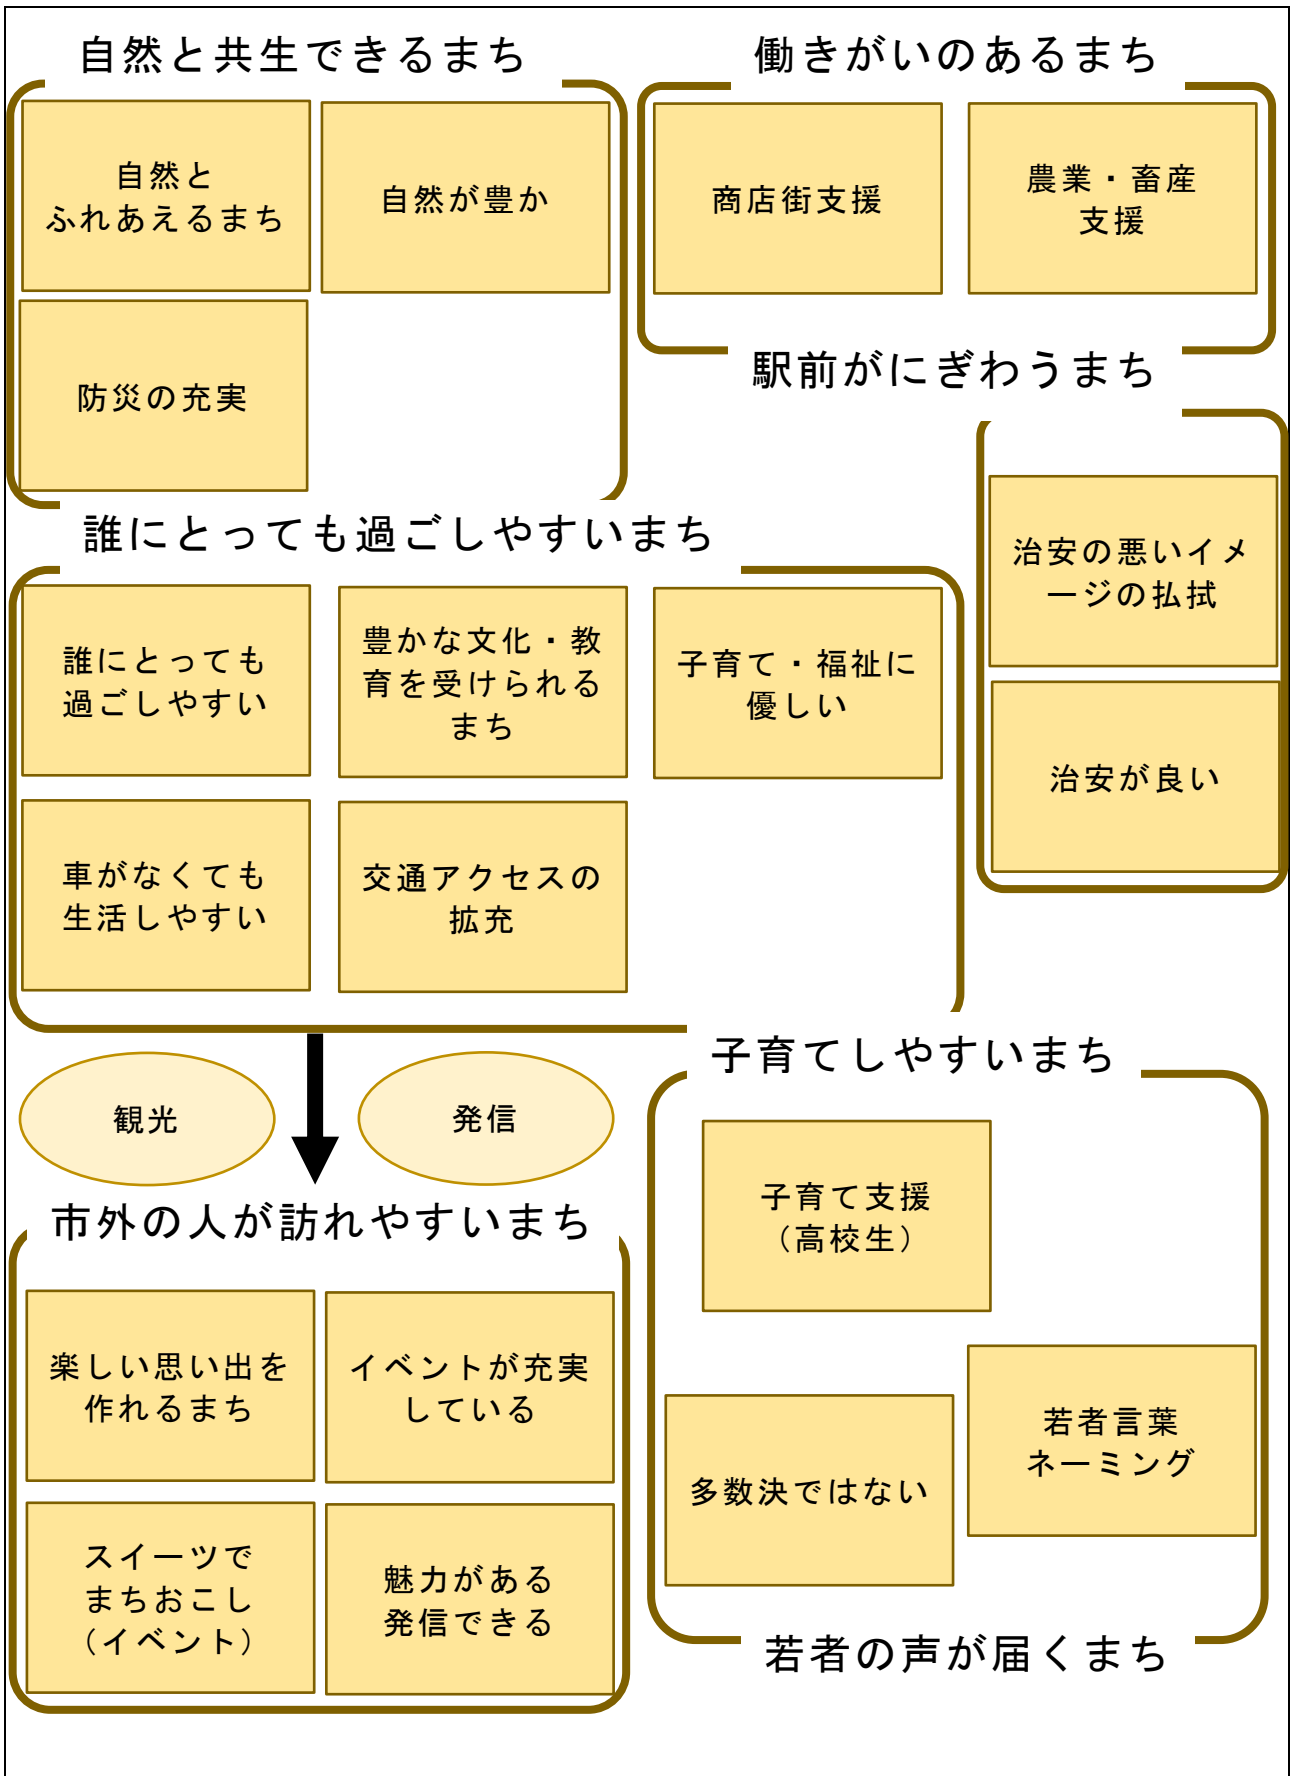 自然と共生できるまち
自然と
ふれあえるまち
自然が豊か
防災の充実
働きがいのあるまち
商店街支援
農業・畜産
支援
駅前がにぎわうまち
治安の悪いイメ
ージの払拭
治安が良い
誰にとっても過ごしやすいまち
誰にとっても
過ごしやすい
豊かな文化・教
育を受けられる
まち
子育て・福祉に
優しい
車がなくても
生活しやすい
交通アクセスの
拡充
観光
発信
市外の人が訪れやすいまち
楽しい思い出を
作れるまち
イベントが充実
している
スイーツで
まちおこし
（イベント）
魅力がある
発信できる
子育てしやすいまち
子育て支援
（高校生）
多数決ではない
若者言葉
ネーミング
若者の声が届くまち